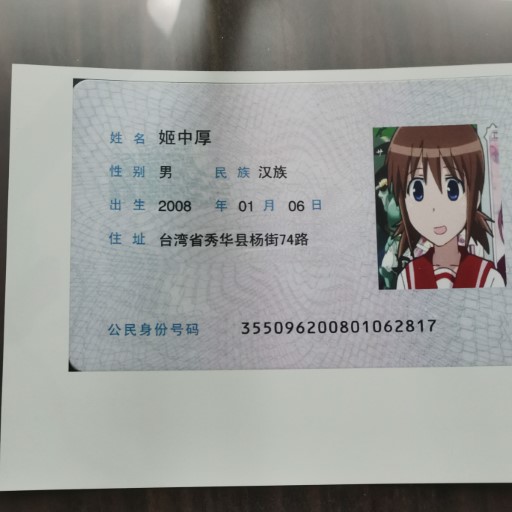 姓名 姬中厚
性别 男 民族 汉族
出生 2008 年 01 月 06 日
住址 台湾省秀华县杨街74路
公民身份号码 355096200801062817